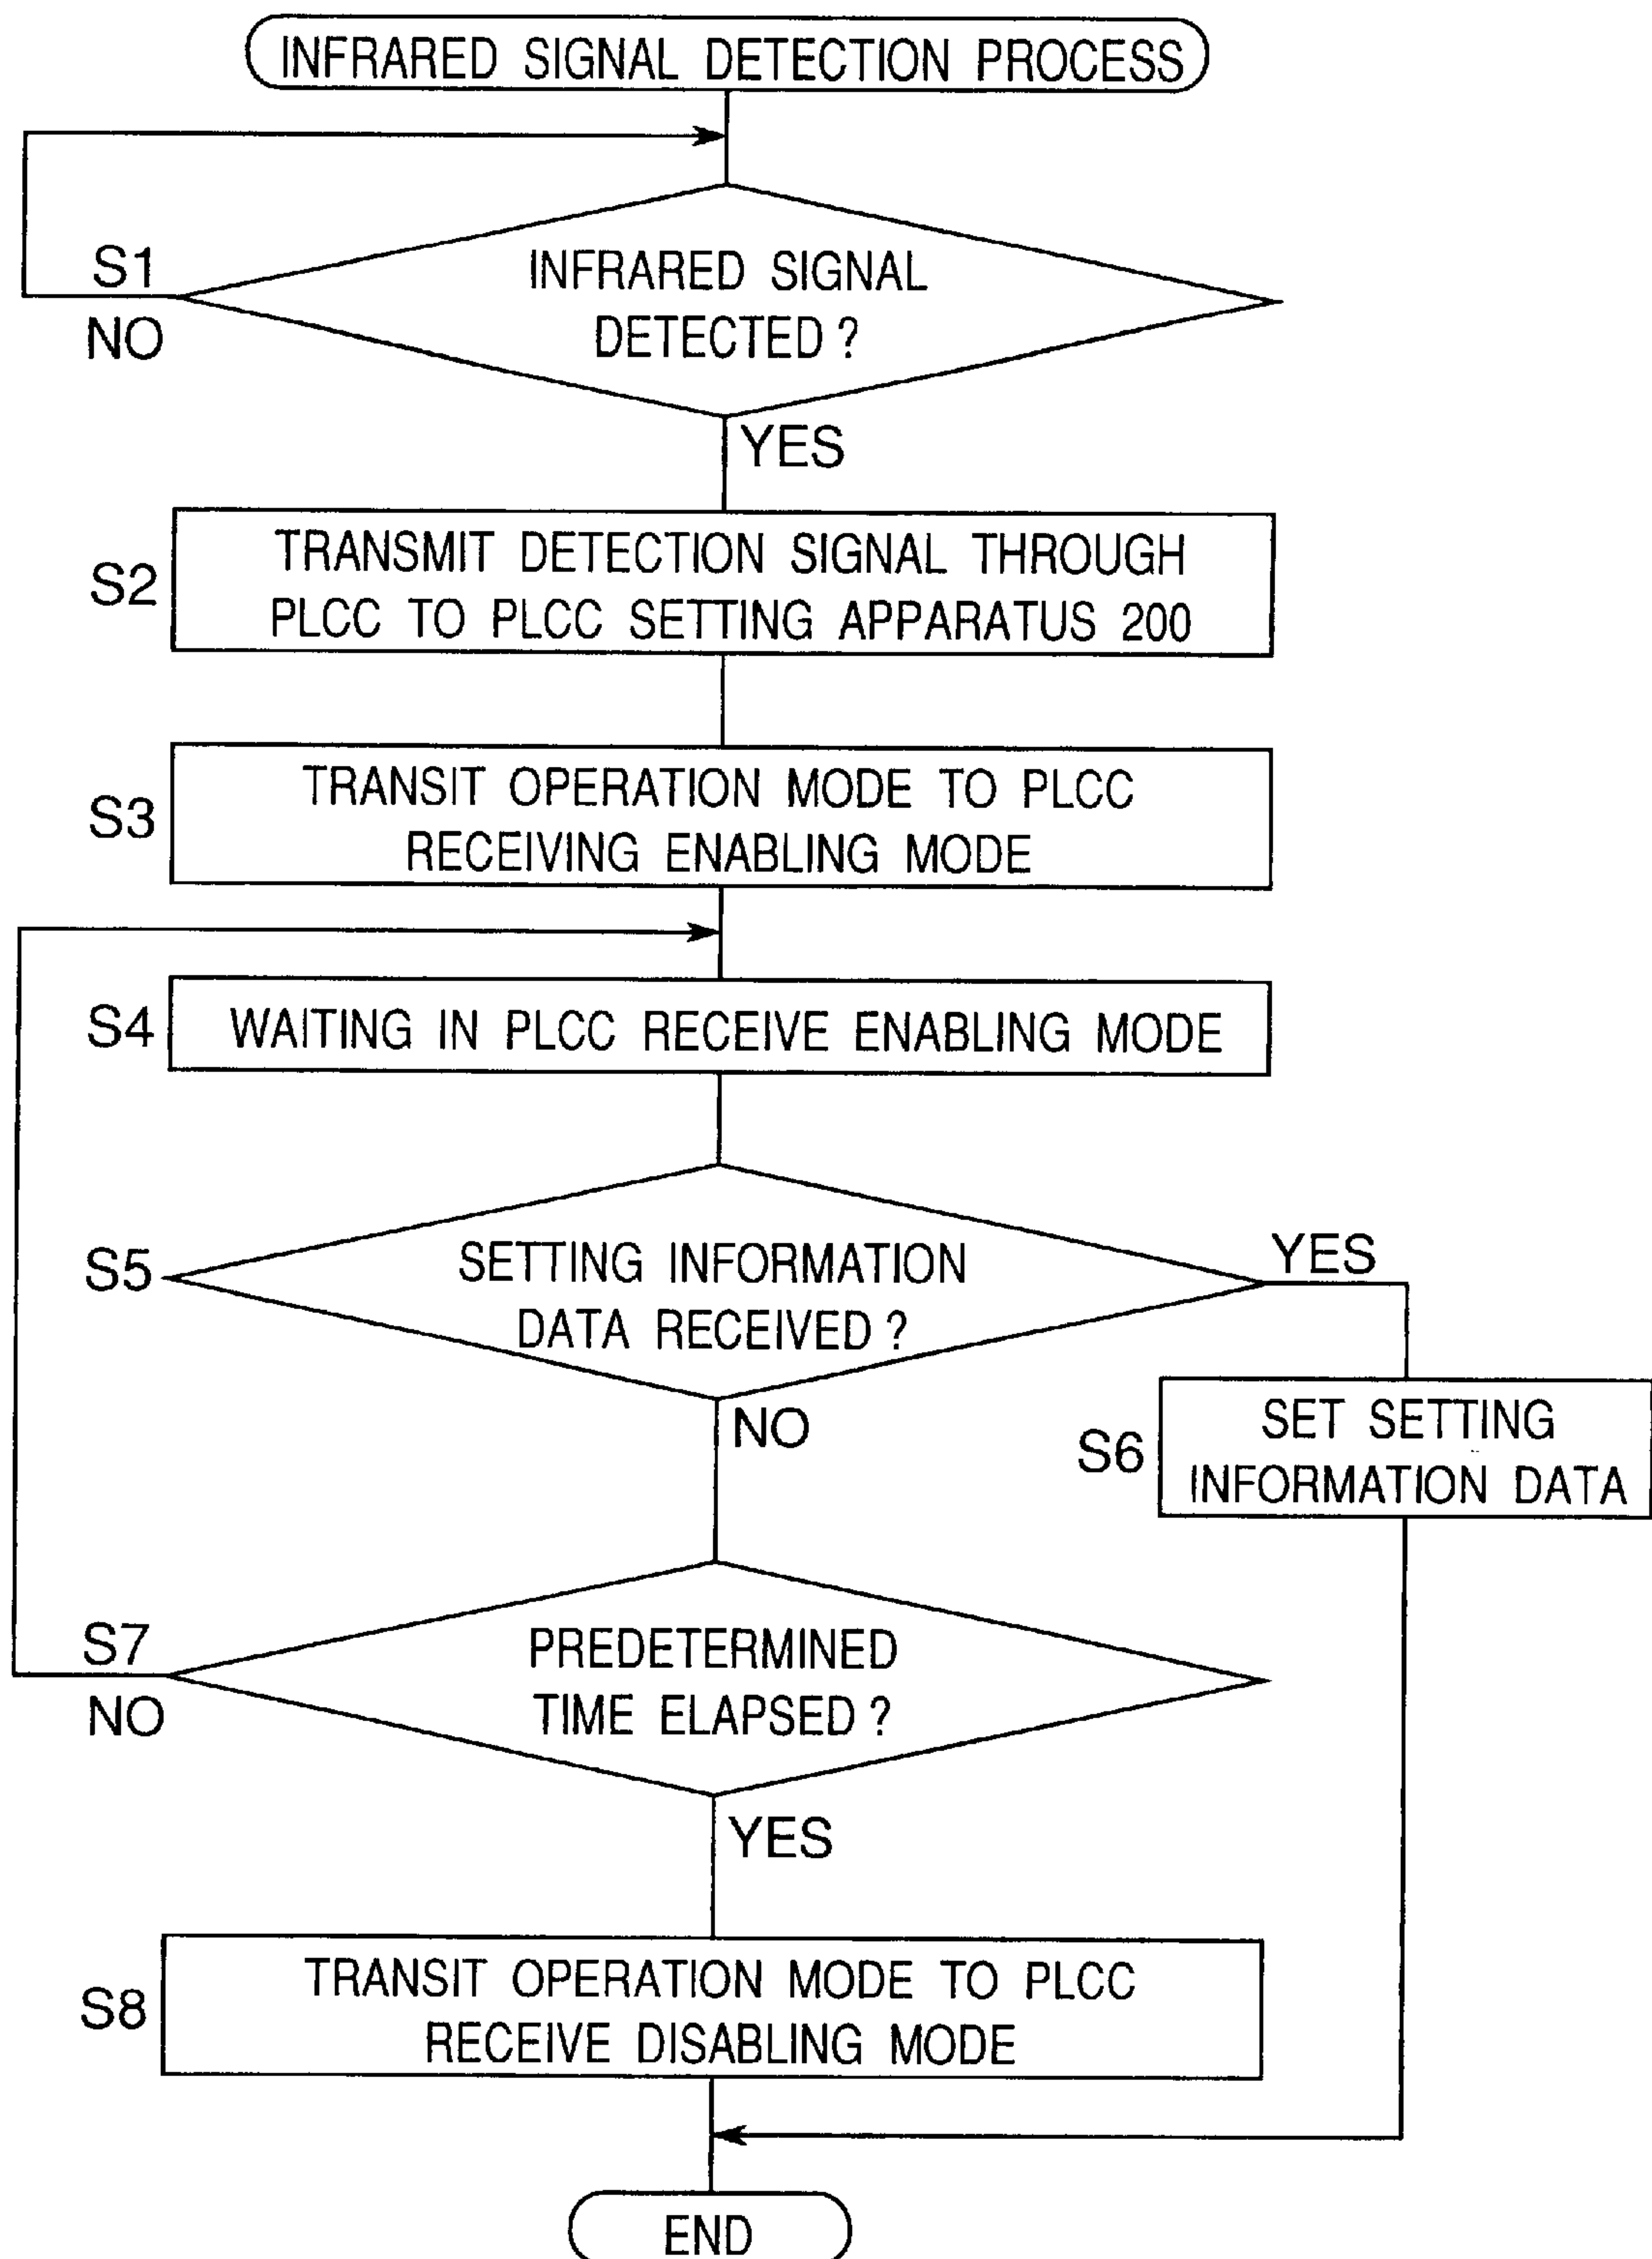 INFRARED SIGNAL DETECTION PROCESS
S1
NO
INFRARED SIGNAL
DETECTED ?
YES
S2
TRANSMIT DETECTION SIGNAL THROUGH
PLCC TO PLCC SETTING APPARATUS 200
S3
TRANSIT OPERATION MODE TO PLCC
RECEIVING ENABLING MODE
S4
WAITING IN PLCC RECEIVE ENABLING MODE
S5
SETTING INFORMATION
DATA RECEIVED ?
YES
NO
S6
SET SETTING
INFORMATION DATA
S7
NO
PREDETERMINED
TIME ELAPSED ?
YES
S8
TRANSIT OPERATION MODE TO PLCC
RECEIVE DISABLING MODE
END